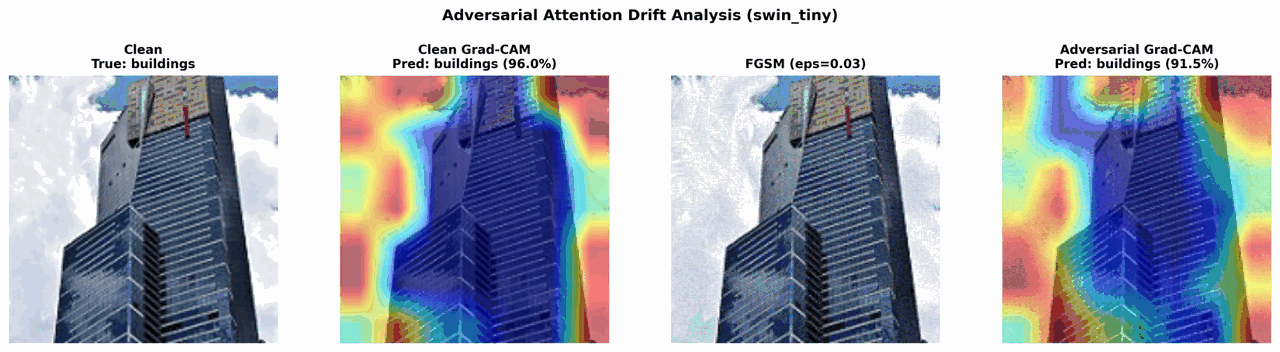 Adversarial Attention Drift Analysis (swin_tiny)
Clean
True: buildings
Clean Grad-CAM
Pred: buildings (96.0%)
FGSM (eps=0.03)
Adversarial Grad-CAM
Pred: buildings (91.5%)